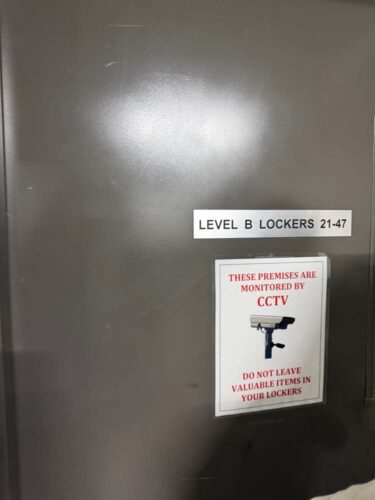 LEVEL B LOCKERS 21-47
THESE PREMISES ARE
MONITORED BY
CCTV
DO NOT LEAVE
VALUABLE ITEMS IN
YOUR LOCKERS